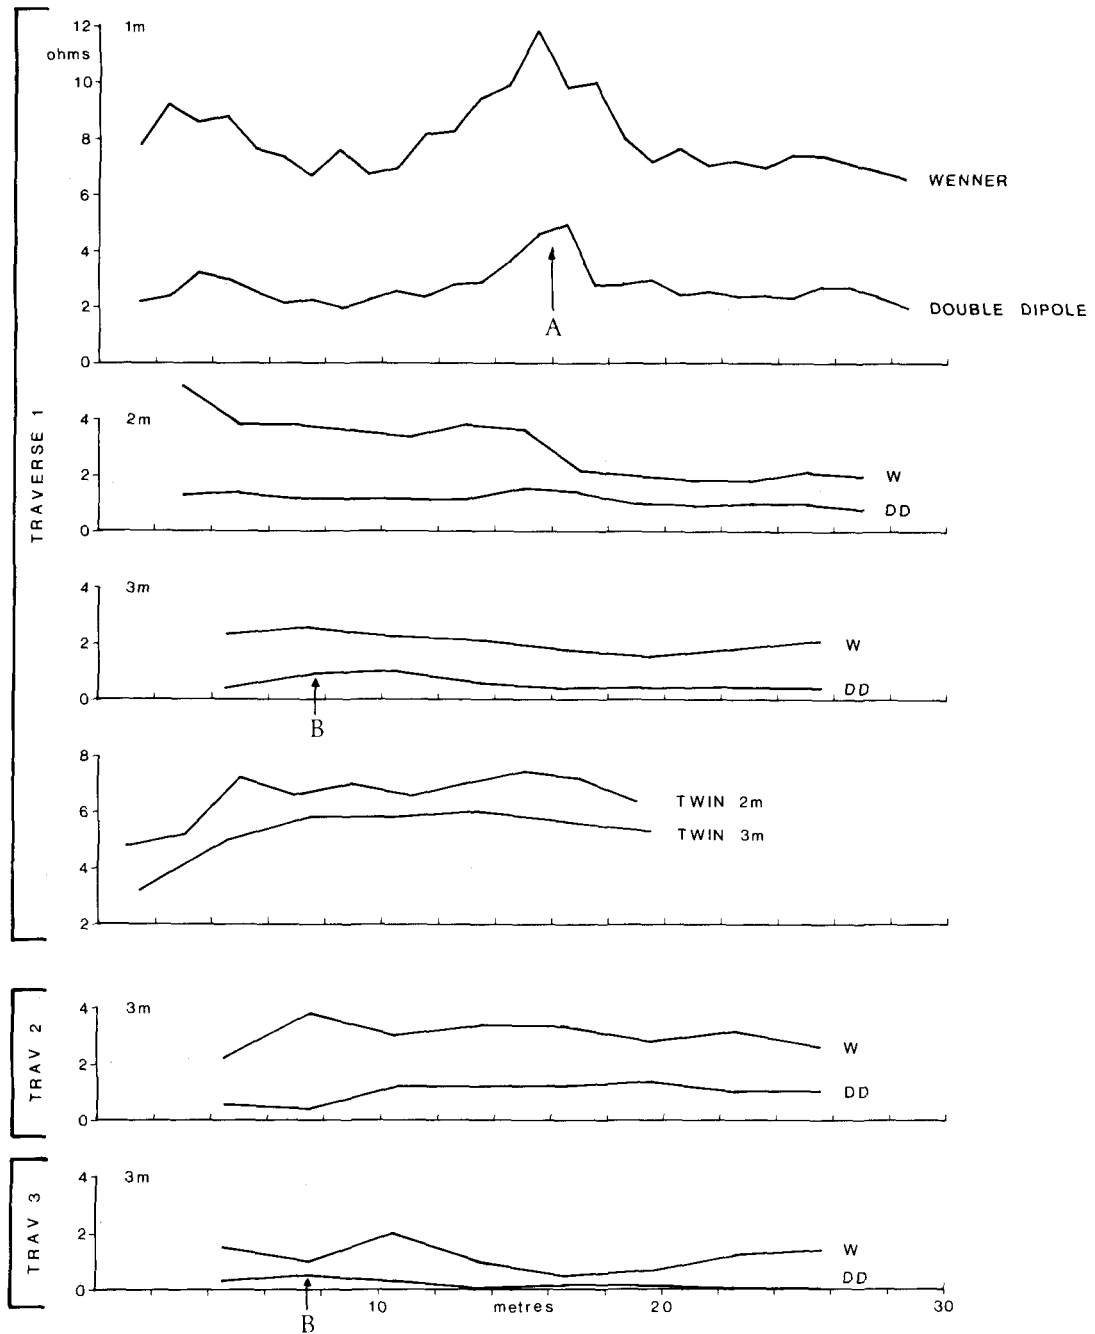 TRAVERSE 1
12
1m
ohms
10
8
6
WENNER
4
2
DOUBLE DIPOLE
A
0
4
2m
2
W
DD
0
4
3m
2
W
DD
0
B
8
6
TWIN 2m
TWIN 3m
4
2
TRAV 2
4
3m
2
W
DD
0
TRAV 3
4
3m
2
W
DD
0
10
metres
20
30
B